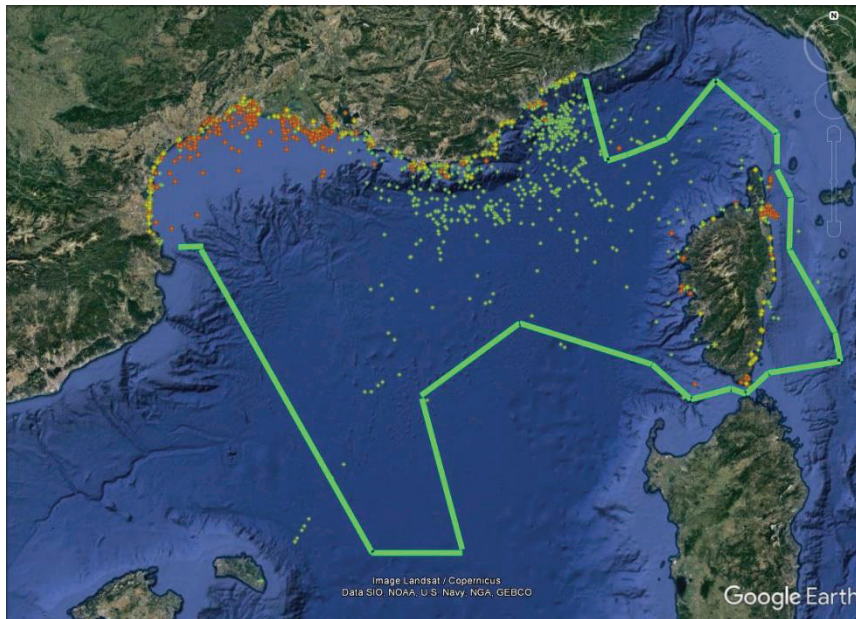 N
Image Landsat / Copernicus
Data SIO, NOAA, U.S. Navy, NGA, GEBCO
Google Earth